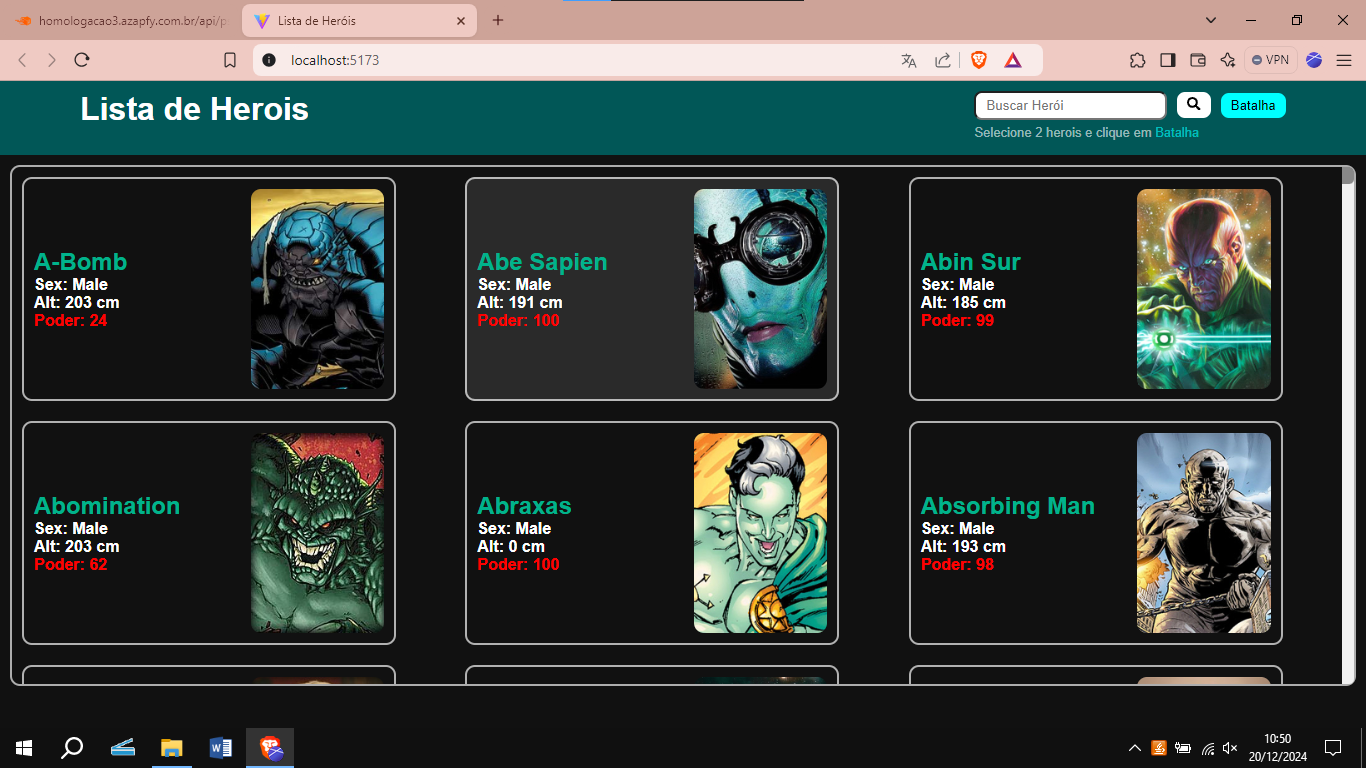 homologacao3.azapfy.com.br/api/p
Lista de Heróis
localhost:5173
VPN
Lista de Herois
Buscar Herói
Batalha
Selecione 2 herois e clique em Batalha
A-Bomb
Sex: Male
Alt: 203 cm
Poder: 24
Abe Sapien
Sex: Male
Alt: 191 cm
Poder: 100
Abin Sur
Sex: Male
Alt: 185 cm
Poder: 99
Abomination
Sex: Male
Alt: 203 cm
Poder: 62
Abraxas
Sex: Male
Alt: 0 cm
Poder: 100
Absorbing Man
Sex: Male
Alt: 193 cm
Poder: 98
10:50
20/12/2024